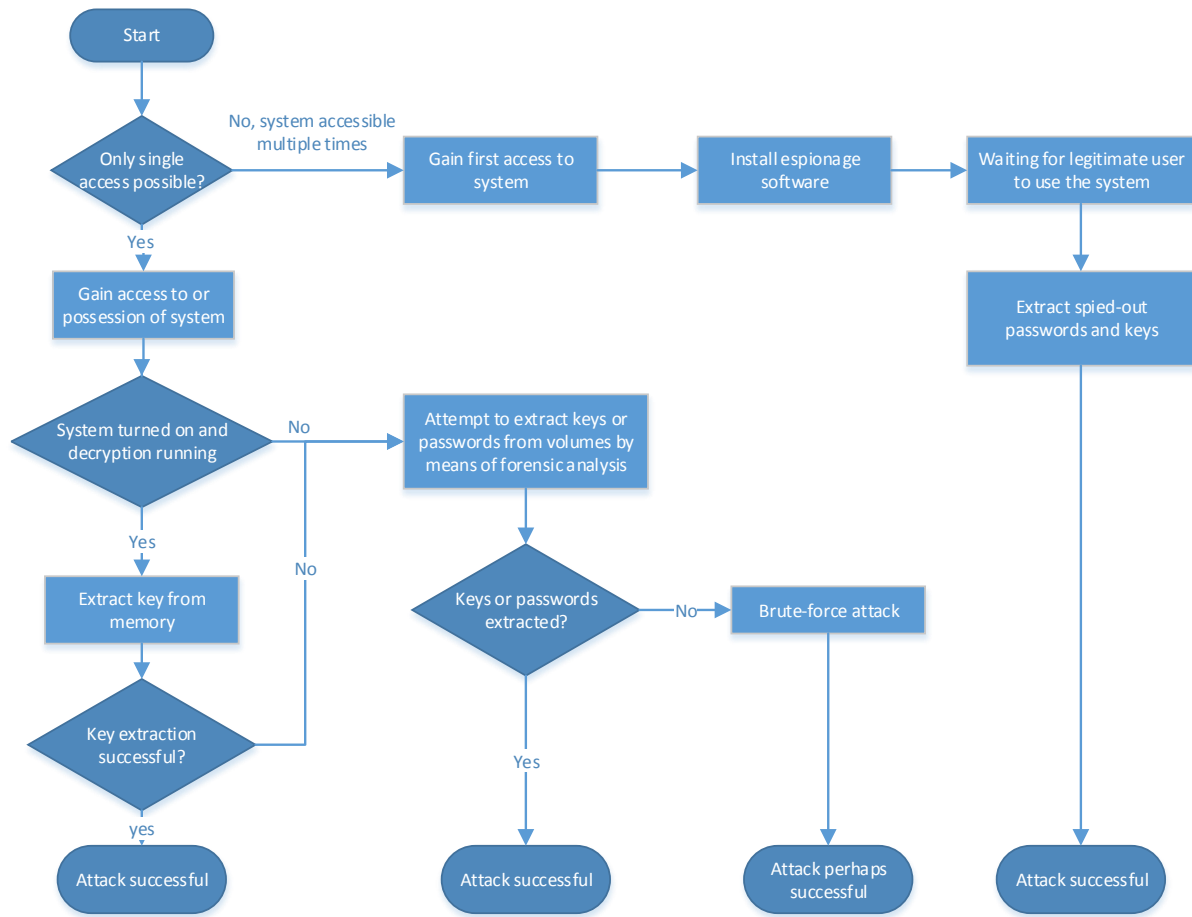 Start
No, system accessible
multiple times
Only single
access possible?
Gain first access to
system
Install espionage
software
Waiting for legitimate user
to use the system
Yes
Gain access to or
possession of system
Extract spied-out
passwords and keys
System turned on and
decryption running
No
Attempt to extract keys or
passwords from volumes by
means of forensic analysis
Yes
No
Extract key from
memory
Keys or passwords
extracted?
No
Brute-force attack
Key extraction
successful?
Yes
yes
Attack successful
Attack successful
Attack perhaps
successful
Attack successful